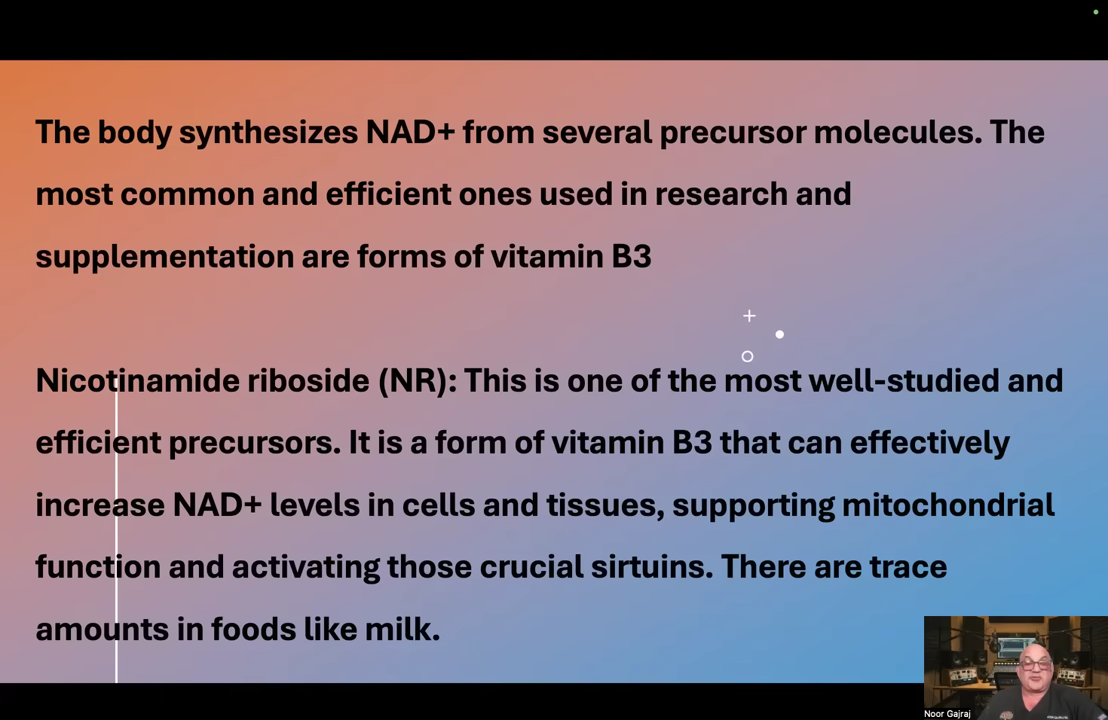 The body synthesizes NAD+ from several precursor molecules. The
most common and efficient ones used in research and
supplementation are forms of vitamin B3
Nicotinamide riboside (NR): This is one of the most well-studied and
efficient precursors. It is a form of vitamin B3 that can effectively
increase NAD+ levels in cells and tissues, supporting mitochondrial
function and activating those crucial sirtuins. There are trace
amounts in foods like milk.
Noor Gajraj